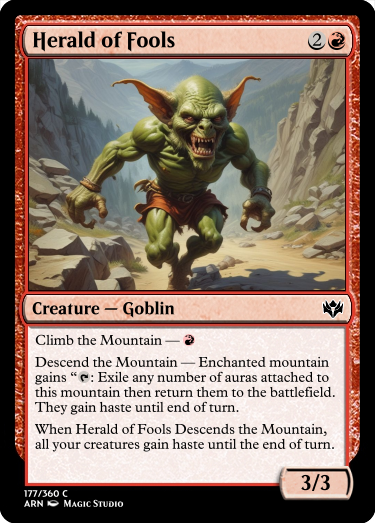 Herald of Fools 2
Creature — Goblin
Climb the Mountain —
Descend the Mountain — Enchanted mountain
gains “: Exile any number of auras attached to
this mountain then return them to the battlefield.
They gain haste until end of turn.
When Herald of Fools Descends the Mountain,
all your creatures gain haste until the end of turn.
3/3
177/360 C
ARN Magic Studio